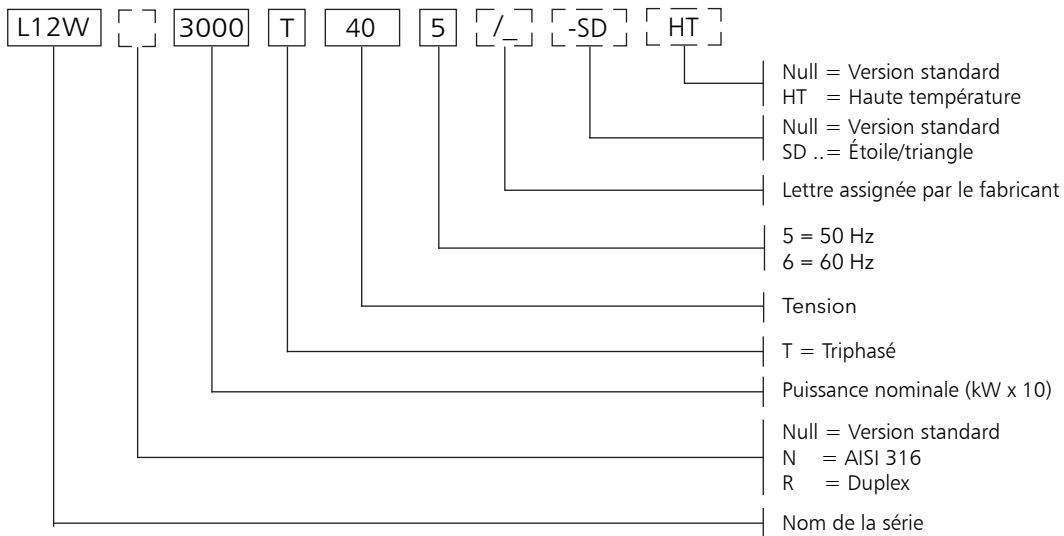 L12W 3000 T 40 5 /_ -SD HT
Null = Version standard
HT = Haute température
Null = Version standard
SD ..= Étoile/triangle
Lettre assignée par le fabricant
5 = 50 Hz
6 = 60 Hz
Tension
T = Triphasé
Puissance nominale (kW x 10)
Null = Version standard
N = AISI 316
R = Duplex
Nom de la série